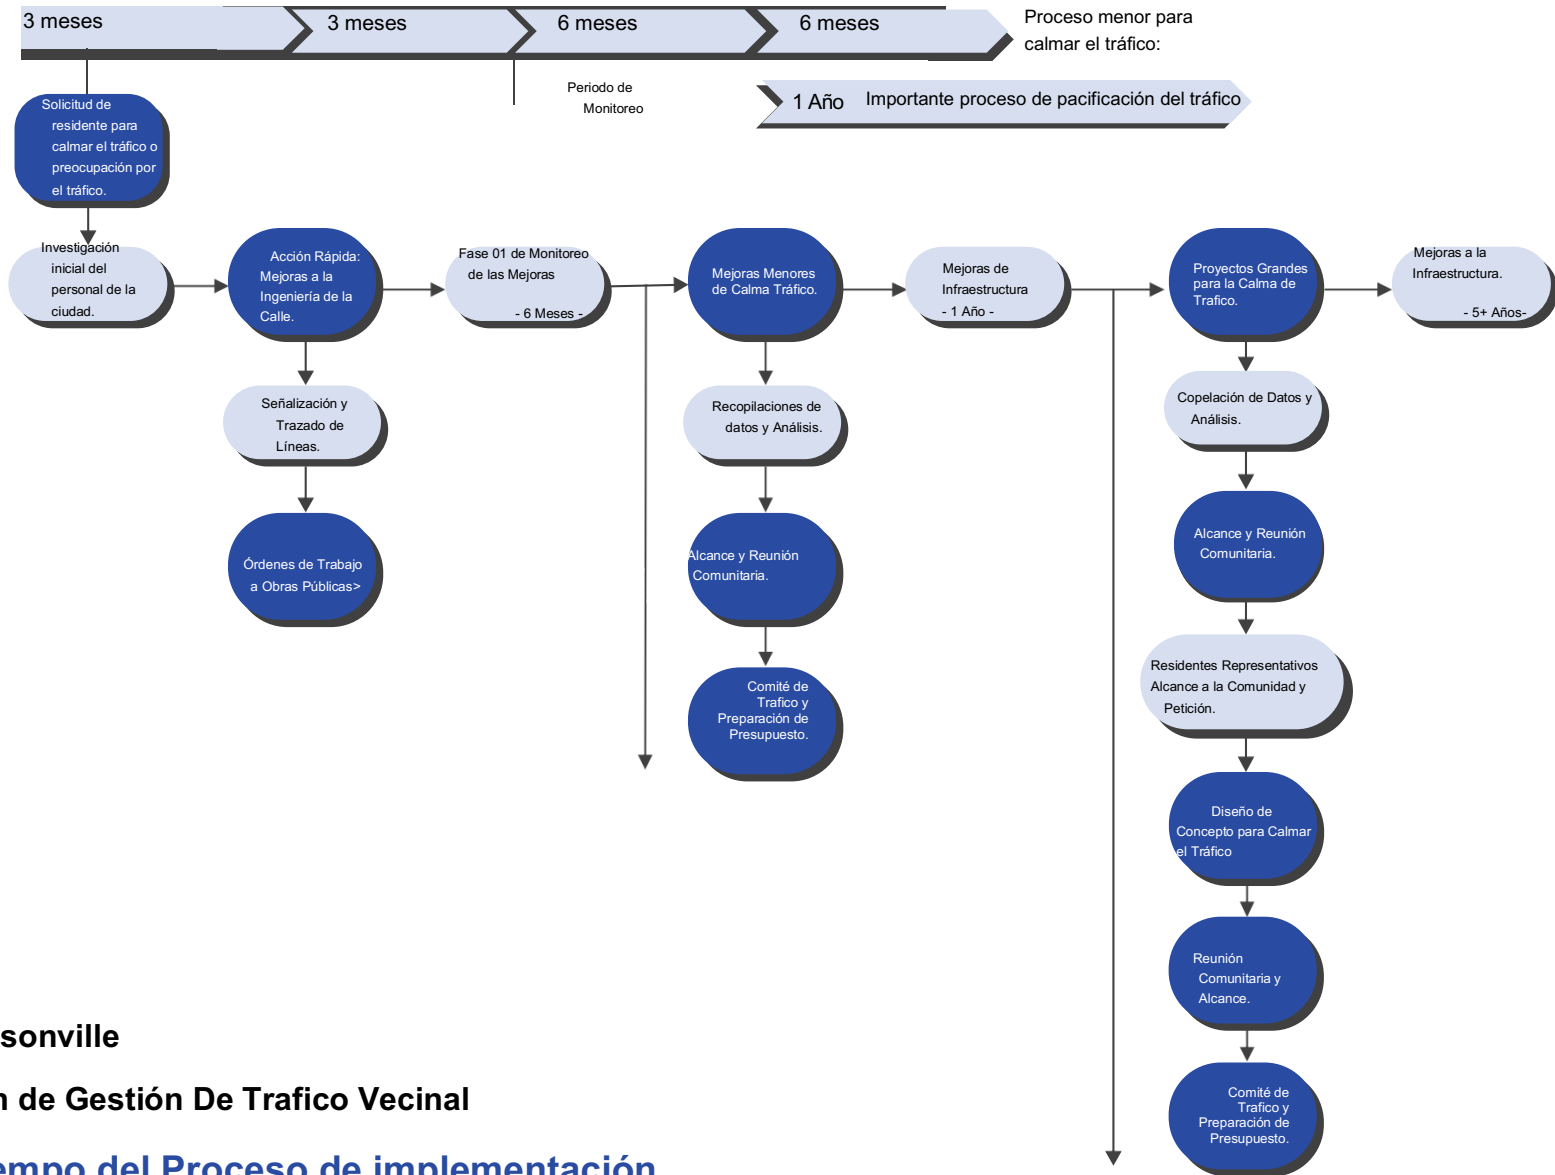 3 meses
3 meses
6 meses
6 meses
Proceso menor para
calmar el tráfico:
Periodo de
Monitoreo
1 Año
Importante proceso de pacificación del tráfico
Solicitud de
residente para
calmar el tráfico o
preocupación por
el tráfico.
Investigación
inicial del
personal de la
ciudad.
Acción Rápida:
Mejoras a la
Ingeniería de la
Calle.
Fase 01 de Monitoreo
de las Mejoras
- 6 Meses -
Mejoras Menores
de Calma Tráfico.
Mejoras de
Infraestructura
- 1 Año -
Proyectos Grandes
para la Calma de
Trafico.
Mejoras a la
Infraestructura.
- 5+ Años-
Señalización y
Trazado de
Líneas.
Órdenes de Trabajo
a Obras Públicas>
Recopilaciones de
datos y Análisis.
Alcance y Reunión
Comunitaria.
Comité de
Trafico y
Preparación de
Presupuesto.
Copelación de Datos y
Análisis.
Alcance y Reunión
Comunitaria.
Residentes Representativos
Alcance a la Comunidad y
Petición.
Diseño de
Concepto para Calmar
el Tráfico
Reunión
Comunitaria y
Alcance.
Comité de
Trafico y
Preparación de
Presupuesto.
sonville
n de Gestión De Trafico Vecinal
empo del Proceso de implementación